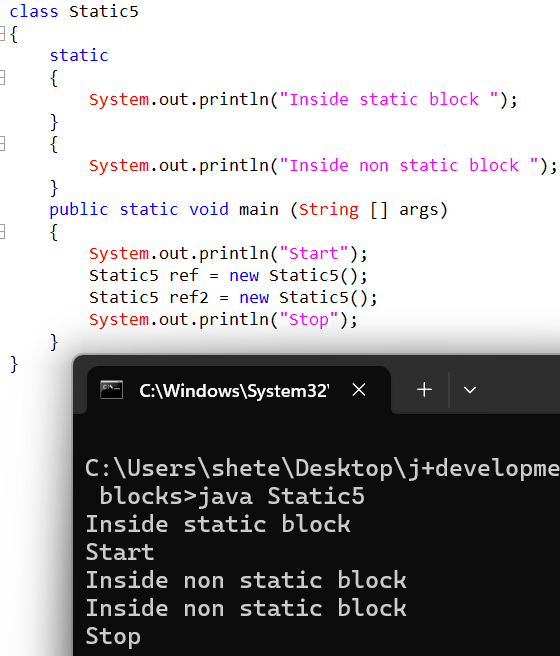 class Static5
{
static
{
System.out.println("Inside static block ");
}
{
System.out.println("Inside non static block ");
}
public static void main (String [] args)
{
System.out.println("Start");
Static5 ref = new Static5();
Static5 ref2 = new Static5();
System.out.println("Stop");
}
}
C:\Windows\System32\
C:\Users\shete\Desktop\j+developme
blocks>java Static5
Inside static block
Start
Inside non static block
Inside non static block
Stop